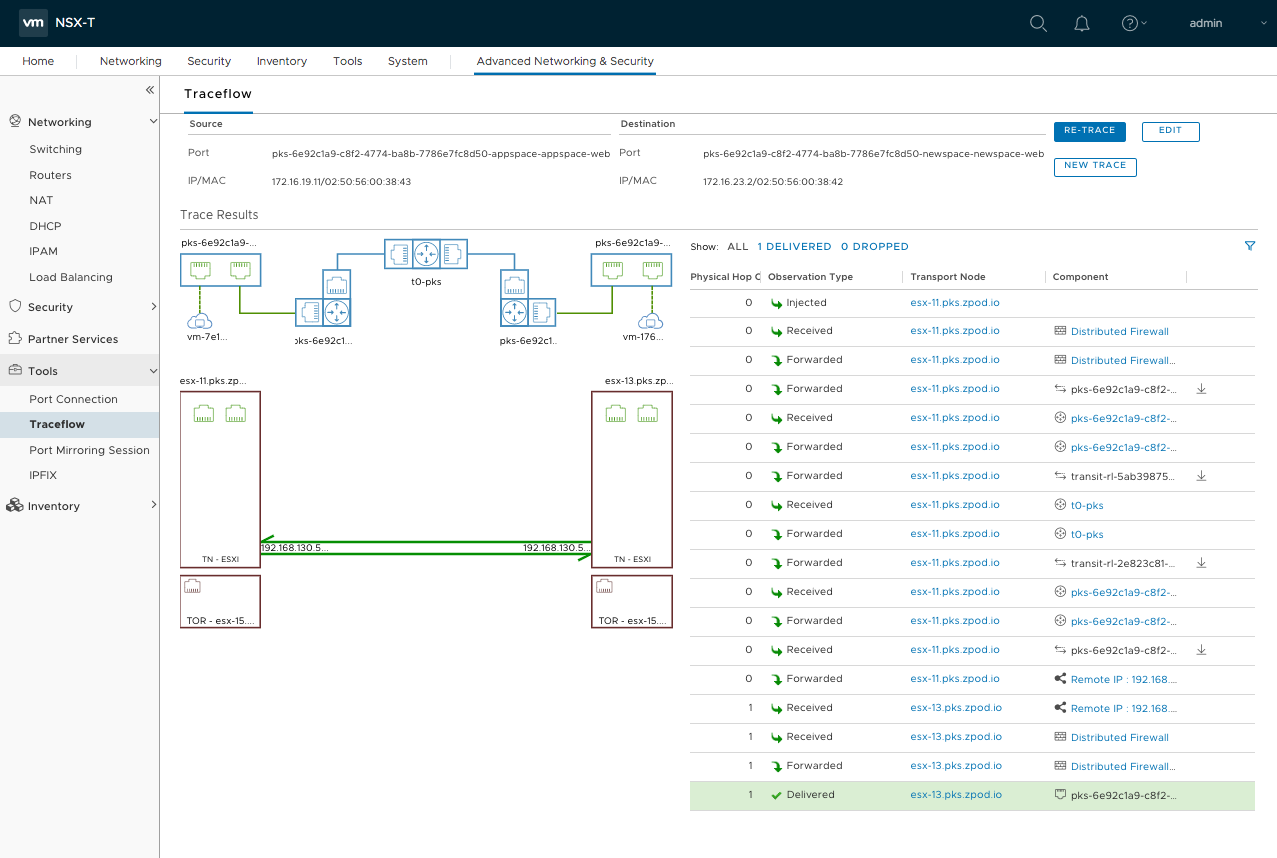 vm NSX-T
admin
Home Networking Security Inventory Tools System Advanced Networking & Security
Networking
Switching
Routers
NAT
DHCP
IPAM
Load Balancing
Security
Partner Services
Tools
Port Connection
Traceflow
Port Mirroring Session
IPFIX
Inventory
Traceflow
Source
Port pks-6e92c1a9-c8f2-4774-ba8b-7786e7fc8d50-appspace-appspace-web
IP/MAC 172.16.19.11/02:50:56:00:38:43
Destination
Port pks-6e92c1a9-c8f2-4774-ba8b-7786e7fc8d50-newspace-newspace-web
IP/MAC 172.16.23.2/02:50:56:00:38:42
RE-TRACE EDIT
NEW TRACE
Trace Results
pks-6e92c1a9-... pks-6e92c1a9-...
t0-pks
vm-7e1... pks-6e92c1... pks-6e92c1.. vm-176...
esx-11.pks.zp... esx-13.pks.zp...
192.168.130.5... 192.168.130.5...
TN - ESXI TN - ESXI
TOR - esx-15.... TOR - esx-15....
Show: ALL 1 DELIVERED 0 DROPPED
Physical Hop C Observation Type Transport Node Component
0 Injected esx-11.pks.zpod.io
0 Received esx-11.pks.zpod.io Distributed Firewall
0 Forwarded esx-11.pks.zpod.io Distributed Firewall...
0 Forwarded esx-11.pks.zpod.io pks-6e92c1a9-c8f2-...
0 Received esx-11.pks.zpod.io pks-6e92c1a9-c8f2-...
0 Forwarded esx-11.pks.zpod.io pks-6e92c1a9-c8f2-...
0 Forwarded esx-11.pks.zpod.io transit-rl-5ab39875...
0 Received esx-11.pks.zpod.io t0-pks
0 Forwarded esx-11.pks.zpod.io t0-pks
0 Forwarded esx-11.pks.zpod.io transit-rl-2e823c81-...
0 Received esx-11.pks.zpod.io pks-6e92c1a9-c8f2-...
0 Forwarded esx-11.pks.zpod.io pks-6e92c1a9-c8f2-...
0 Received esx-11.pks.zpod.io pks-6e92c1a9-c8f2-...
0 Forwarded esx-11.pks.zpod.io Remote IP : 192.168....
1 Received esx-13.pks.zpod.io Remote IP : 192.168....
1 Received esx-13.pks.zpod.io Distributed Firewall
1 Forwarded esx-13.pks.zpod.io Distributed Firewall...
1 Delivered esx-13.pks.zpod.io pks-6e92c1a9-c8f2-...